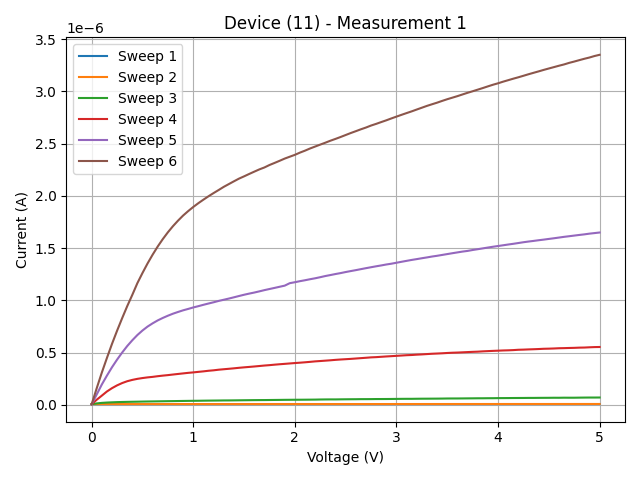 Device (11) - Measurement 1
1e−6
Sweep 1
Sweep 2
Sweep 3
Sweep 4
Sweep 5
Sweep 6
Current (A)
3.5
3.0
2.5
2.0
1.5
1.0
0.5
0.0
0 1 2 3 4 5
Voltage (V)